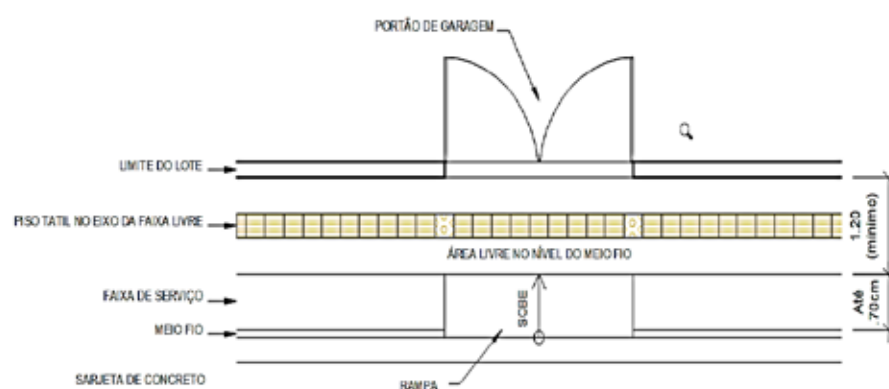 PORTÃO DE GARAGEM
LIMITE DO LOTE
PISO TATIL NO EIXO DA FAIXA LIVRE
1.20
(mínimo)
ÁREA LIVRE NO NÍVEL DO MEIO FIO
FAIXA DE SERVIÇO
SOBE
Até
.70cm
MEIO FIO
SARJETA DE CONCRETO
RAMPA